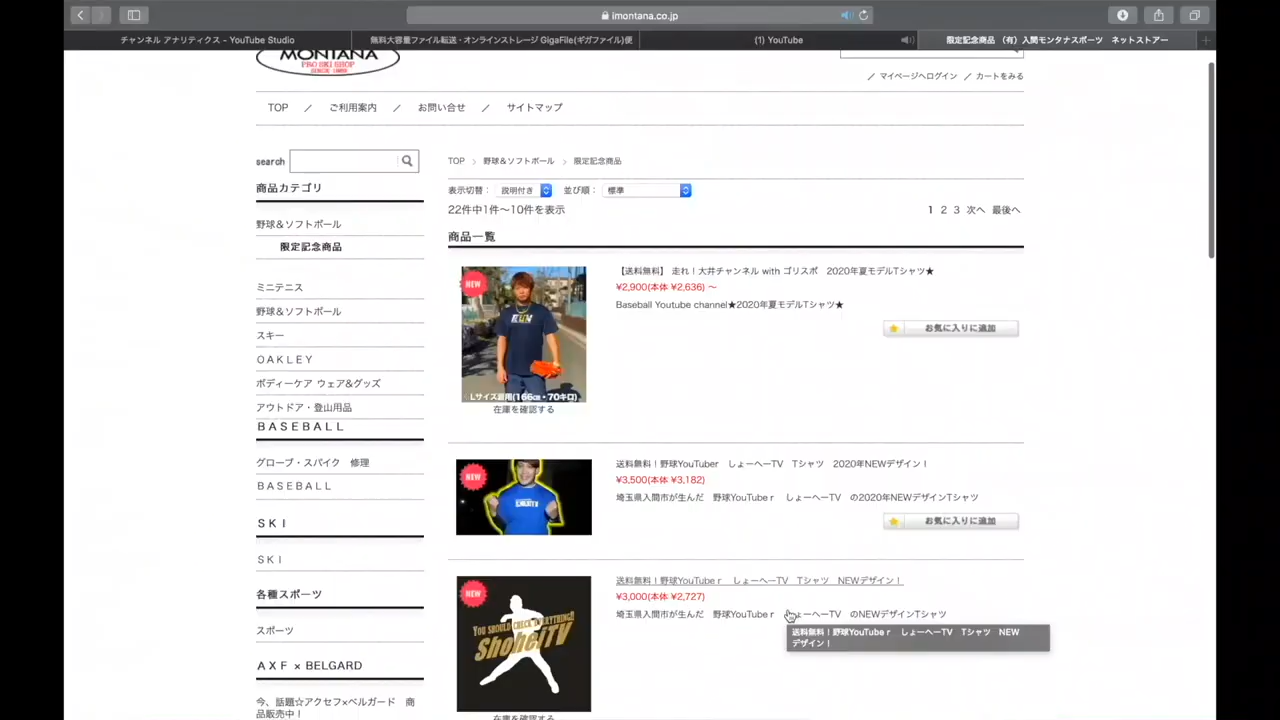 imontana.co.jp
チャンネル アナリティクス - YouTube Studio
無料大容量ファイル転送・オンラインストレージ GigaFile(ギガファイル)便
(1) YouTube
限定記念商品 （有）入間モンタナスポーツ ネットストアー
MONTANA
PRO SKI SHOP
／ マイページへログイン ／ カートをみる
TOP ／ ご利用案内 ／ お問い合せ ／ サイトマップ
search
商品カテゴリ
野球＆ソフトボール
限定記念商品
ミニテニス
野球＆ソフトボール
スキー
ＯＡＫＬＥＹ
ボディーケア ウェア&グッズ
アウトドア・登山用品
ＢＡＳＥＢＡＬＬ
グローブ・スパイク 修理
ＢＡＳＥＢＡＬＬ
ＳＫＩ
ＳＫＩ
各種スポーツ
スポーツ
ＡＸＦ × ＢＥＬＧＡＲＤ
今、話題☆アクセフ×ベルガード 商
品販売中！
TOP > 野球＆ソフトボール > 限定記念商品
表示切替： 説明付き 並び順： 標準
22件中1件〜10件を表示
1 2 3 次へ 最後へ
商品一覧
NEW
RUN
Lサイズ着用(166㎝・70キロ)
在庫を確認する
【送料無料】 走れ！大井チャンネル with ゴリスポ 2020年夏モデルTシャツ★
¥2,900(本体 ¥2,636) 〜
Baseball Youtube channel★2020年夏モデルTシャツ★
★ お気に入りに追加
NEW
送料無料！野球YouTuber しょーへーTV Tシャツ 2020年NEWデザイン！
¥3,500(本体 ¥3,182)
埼玉県入間市が生んだ 野球YouTubeｒ しょーへーTV の2020年NEWデザインTシャツ
★ お気に入りに追加
NEW
YOU SHOULD CHECK EVERYTHING!!
ShoheiTV
在庫を確認する
送料無料！野球YouTubeｒ しょーへーTV Tシャツ NEWデザイン！
¥3,000(本体 ¥2,727)
埼玉県入間市が生んだ 野球YouTubeｒ しょーへーTV のNEWデザインTシャツ
送料無料！野球YouTubeｒ しょーへーTV Tシャツ NEW
デザイン！